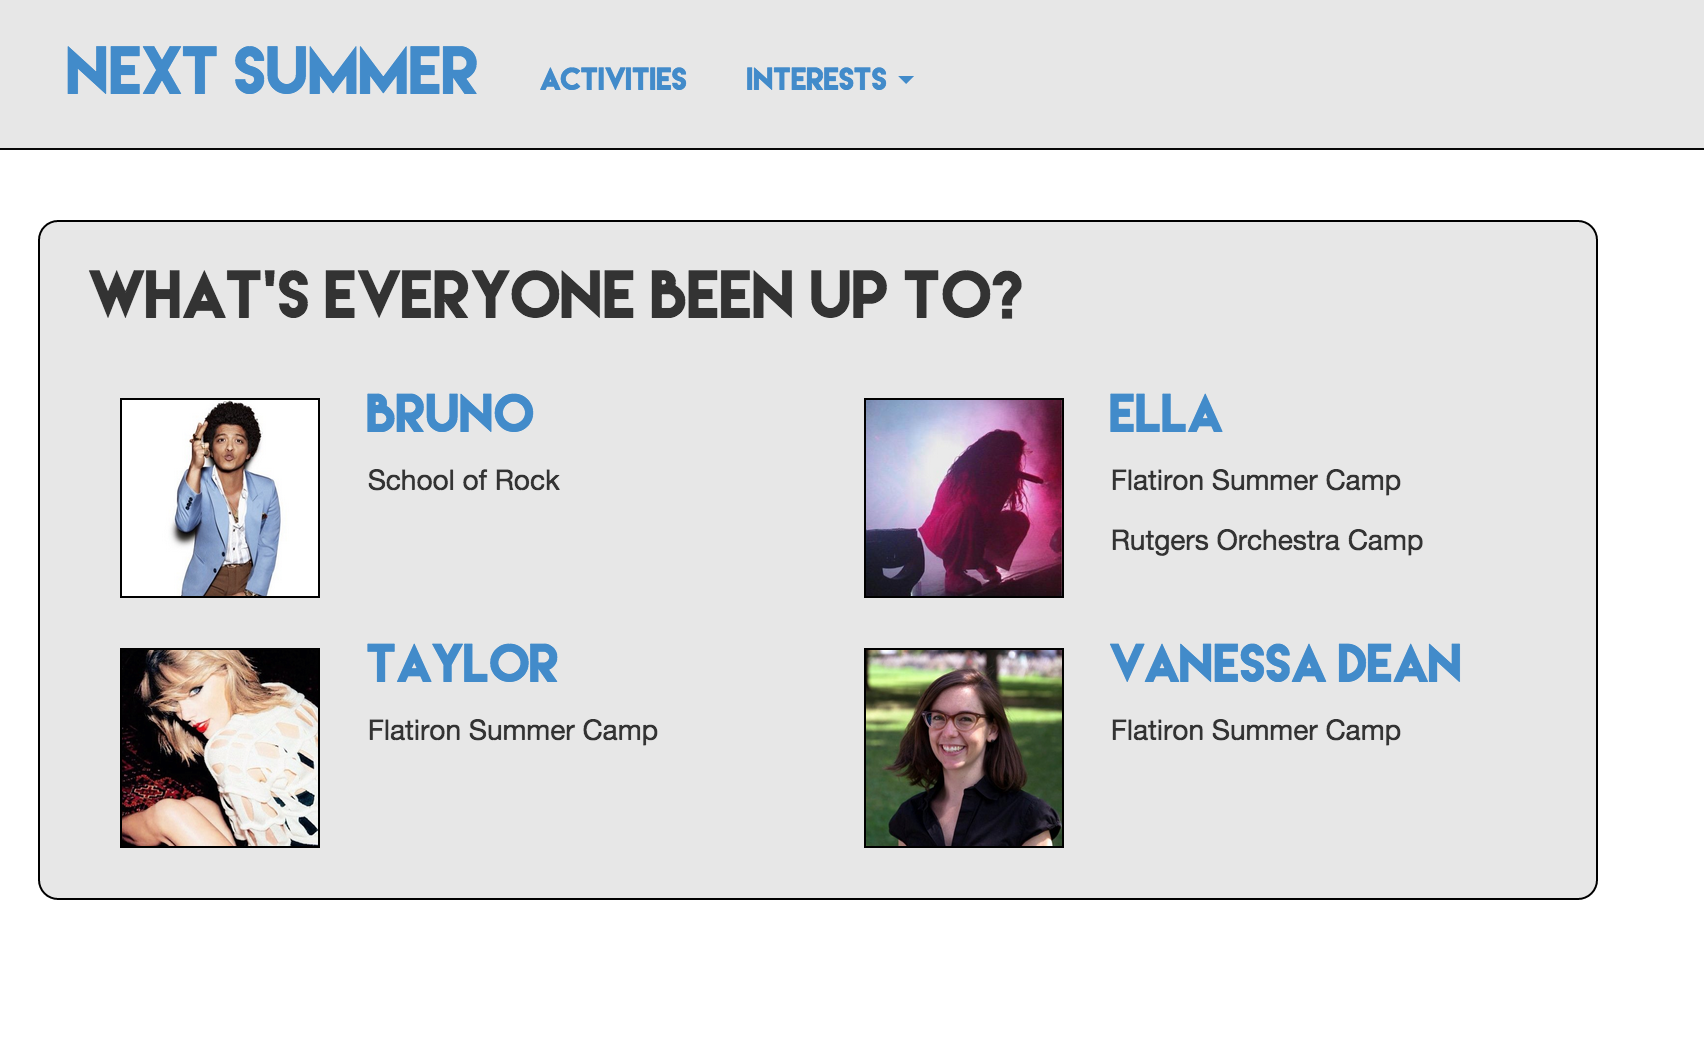 NEXT SUMMER
ACTIVITIES
INTERESTS
WHAT'S EVERYONE BEEN UP TO?
BRUNO
School of Rock
ELLA
Flatiron Summer Camp
Rutgers Orchestra Camp
TAYLOR
Flatiron Summer Camp
VANESSA DEAN
Flatiron Summer Camp